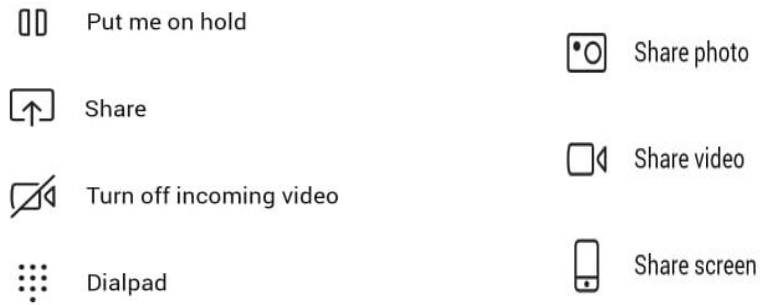 Put me on hold
Share
Turn off incoming video
Dialpad
Share photo
Share video
Share screen